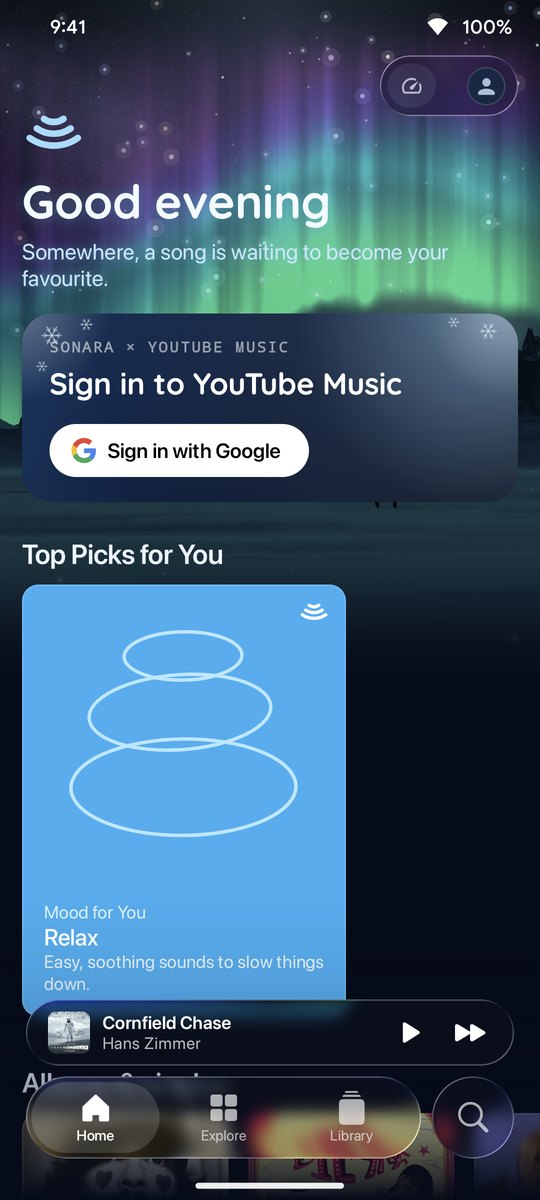 9:41
100%
Good evening
Somewhere, a song is waiting to become your
favourite.
SONARA × YOUTUBE MUSIC
Sign in to YouTube Music
Sign in with Google
Top Picks for You
Mood for You
Relax
Easy, soothing sounds to slow things
down.
Cornfield Chase
Hans Zimmer
Home
Explore
Library